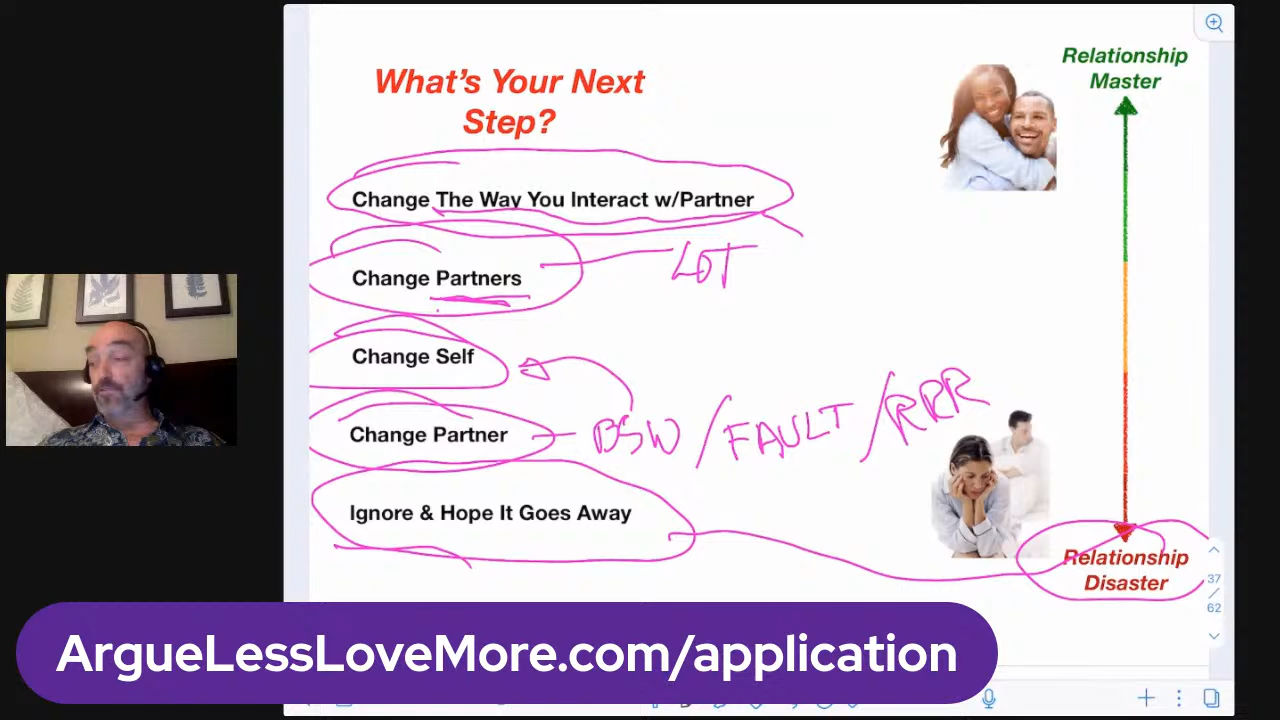 What's Your Next
Step?
Relationship
Master
Change The Way You Interact w/Partner
Change Partners
LOT
Change Self
Change Partner
BSW / FAULT / RRR
Ignore & Hope It Goes Away
Relationship
Disaster
37
/
62
ArgueLessLoveMore.com/application